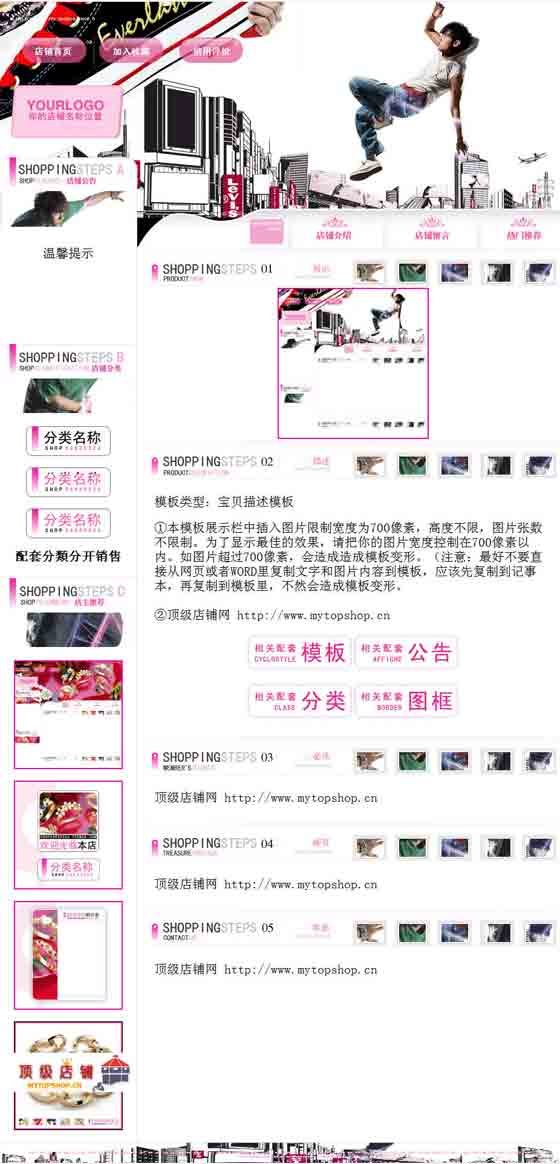 Everlast
店铺首页
加入收藏
信用评价
YOURLOGO
你的店铺名称位置
Levi's
SHOPPINGSTEPS A
店铺公告
温馨提示
SHOPPINGSTEPS B
店铺分类
分类名称
分类名称
分类名称
配套分類分开销售
SHOPPINGSTEPS C
店主推荐
欢迎光临本店
分类名称
顶级店铺
MYTOPSHOP.CN
店铺介绍
店铺留言
热门推荐
SHOPPINGSTEPS 01
PRODUCT
SHOPPINGSTEPS 02
描述
PRODUCT
模板类型: 宝贝描述模板
①本模板展示栏中插入图片限制宽度为700像素，高度不限，图片张数
不限制。为了显示最佳的效果，请把你的图片宽度控制在700像素以
内。如图片超过700像素，会造成造成模板变形。（注意：最好不要直
接从网页或者WORD里复制文字和图片内容到模板，应该先复制到记事
本，再复制到模板里，不然会造成模板变形。
②顶级店铺网 http://www.mytopshop.cn
相关配套 模板
CYCLOSTYLE
相关配套 公告
AFFICHE
相关配套 分类
CLASS
相关配套 图框
BORDER
SHOPPINGSTEPS 03
MEMBER'S
顶级店铺网 http://www.mytopshop.cn
SHOPPINGSTEPS 04
TREASURE
顶级店铺网 http://www.mytopshop.cn
SHOPPINGSTEPS 05
CONTACT
顶级店铺网 http://www.mytopshop.cn